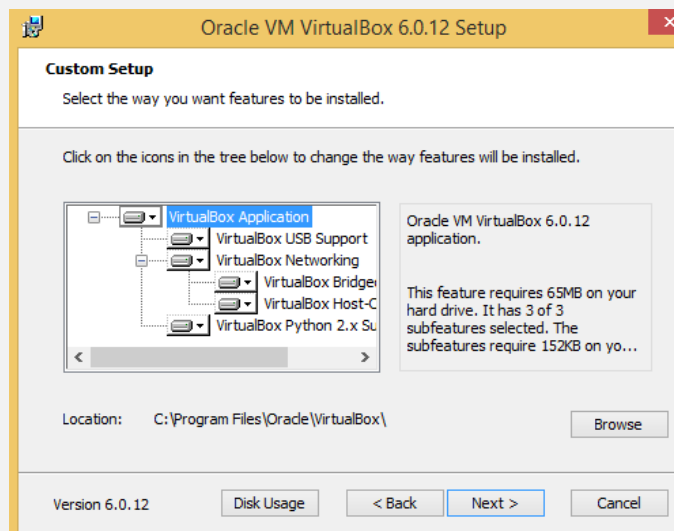 Oracle VM VirtualBox 6.0.12 Setup
Custom Setup
Select the way you want features to be installed.
Click on the icons in the tree below to change the way features will be installed.
VirtualBox Application
VirtualBox USB Support
VirtualBox Networking
VirtualBox Bridged
VirtualBox Host-O
VirtualBox Python 2.x Su
Oracle VM VirtualBox 6.0.12
application.
This feature requires 65MB on your
hard drive. It has 3 of 3
subfeatures selected. The
subfeatures require 152KB on yo...
Location: C:\Program Files\Oracle\VirtualBox\
Browse
Version 6.0.12
Disk Usage
< Back
Next >
Cancel